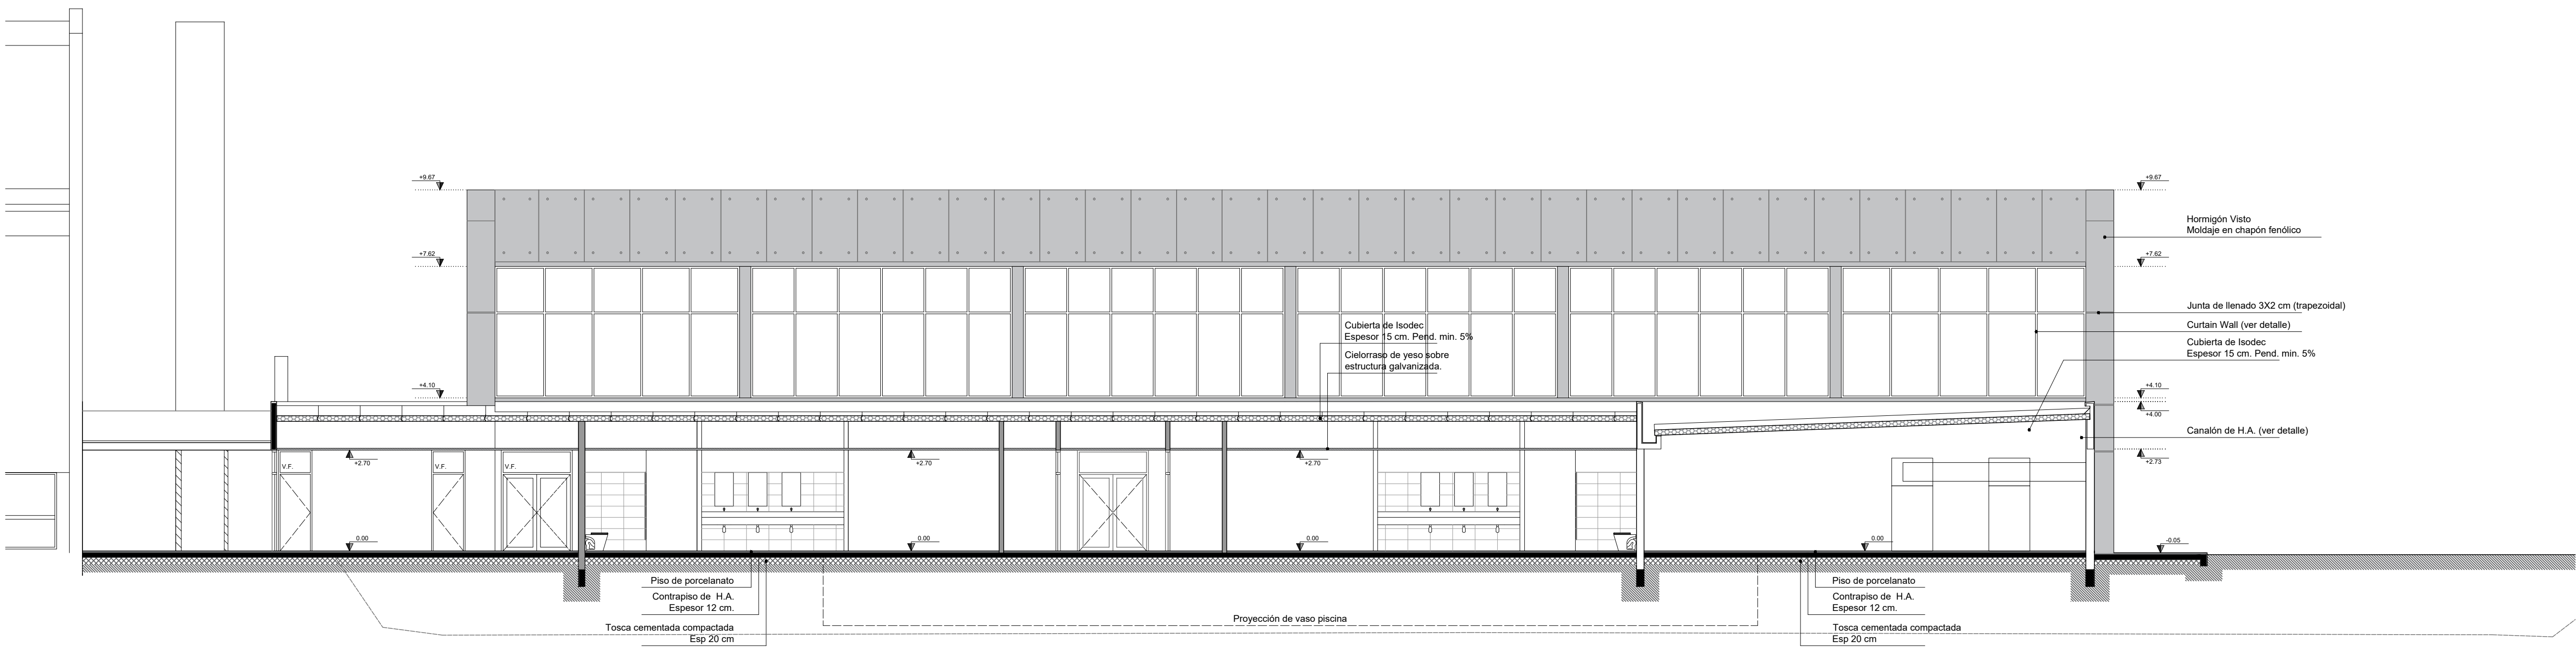 +9.67
+9.67
Hormigón Visto
Moldaje en chapón fenólico
+7.62
+7.62
Junta de llenado 3X2 cm (trapezoidal)
Cubierta de Isodec
Espesor 15 cm. Pend. min. 5%
Cielorraso de yeso sobre
estructura galvanizada.
Curtain Wall (ver detalle)
Cubierta de Isodec
Espesor 15 cm. Pend. min. 5%
+4.10
+4.10
+4.00
Canalón de H.A. (ver detalle)
V.F.
+2.70
V.F.
V.F.
+2.70
+2.70
+2.73
0.00
0.00
0.00
0.00
-0.05
Piso de porcelanato
Contrapiso de H.A.
Espesor 12 cm.
Tosca cementada compactada
Esp 20 cm
Proyección de vaso piscina
Piso de porcelanato
Contrapiso de H.A.
Espesor 12 cm.
Tosca cementada compactada
Esp 20 cm